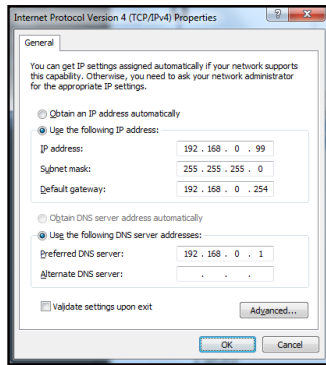 Internet Protocol Version 4 (TCP/IPv4) Properties
General
You can get IP settings assigned automatically if your network supports
this capability. Otherwise, you need to ask your network administrator
for the appropriate IP settings.
Obtain an IP address automatically
Use the following IP address:
IP address: 192 . 168 . 0 . 99
Subnet mask: 255 . 255 . 255 . 0
Default gateway: 192 . 168 . 0 . 254
Obtain DNS server address automatically
Use the following DNS server addresses:
Preferred DNS server: 192 . 168 . 0 . 1
Alternate DNS server: . . .
Validate settings upon exit
Advanced...
OK Cancel